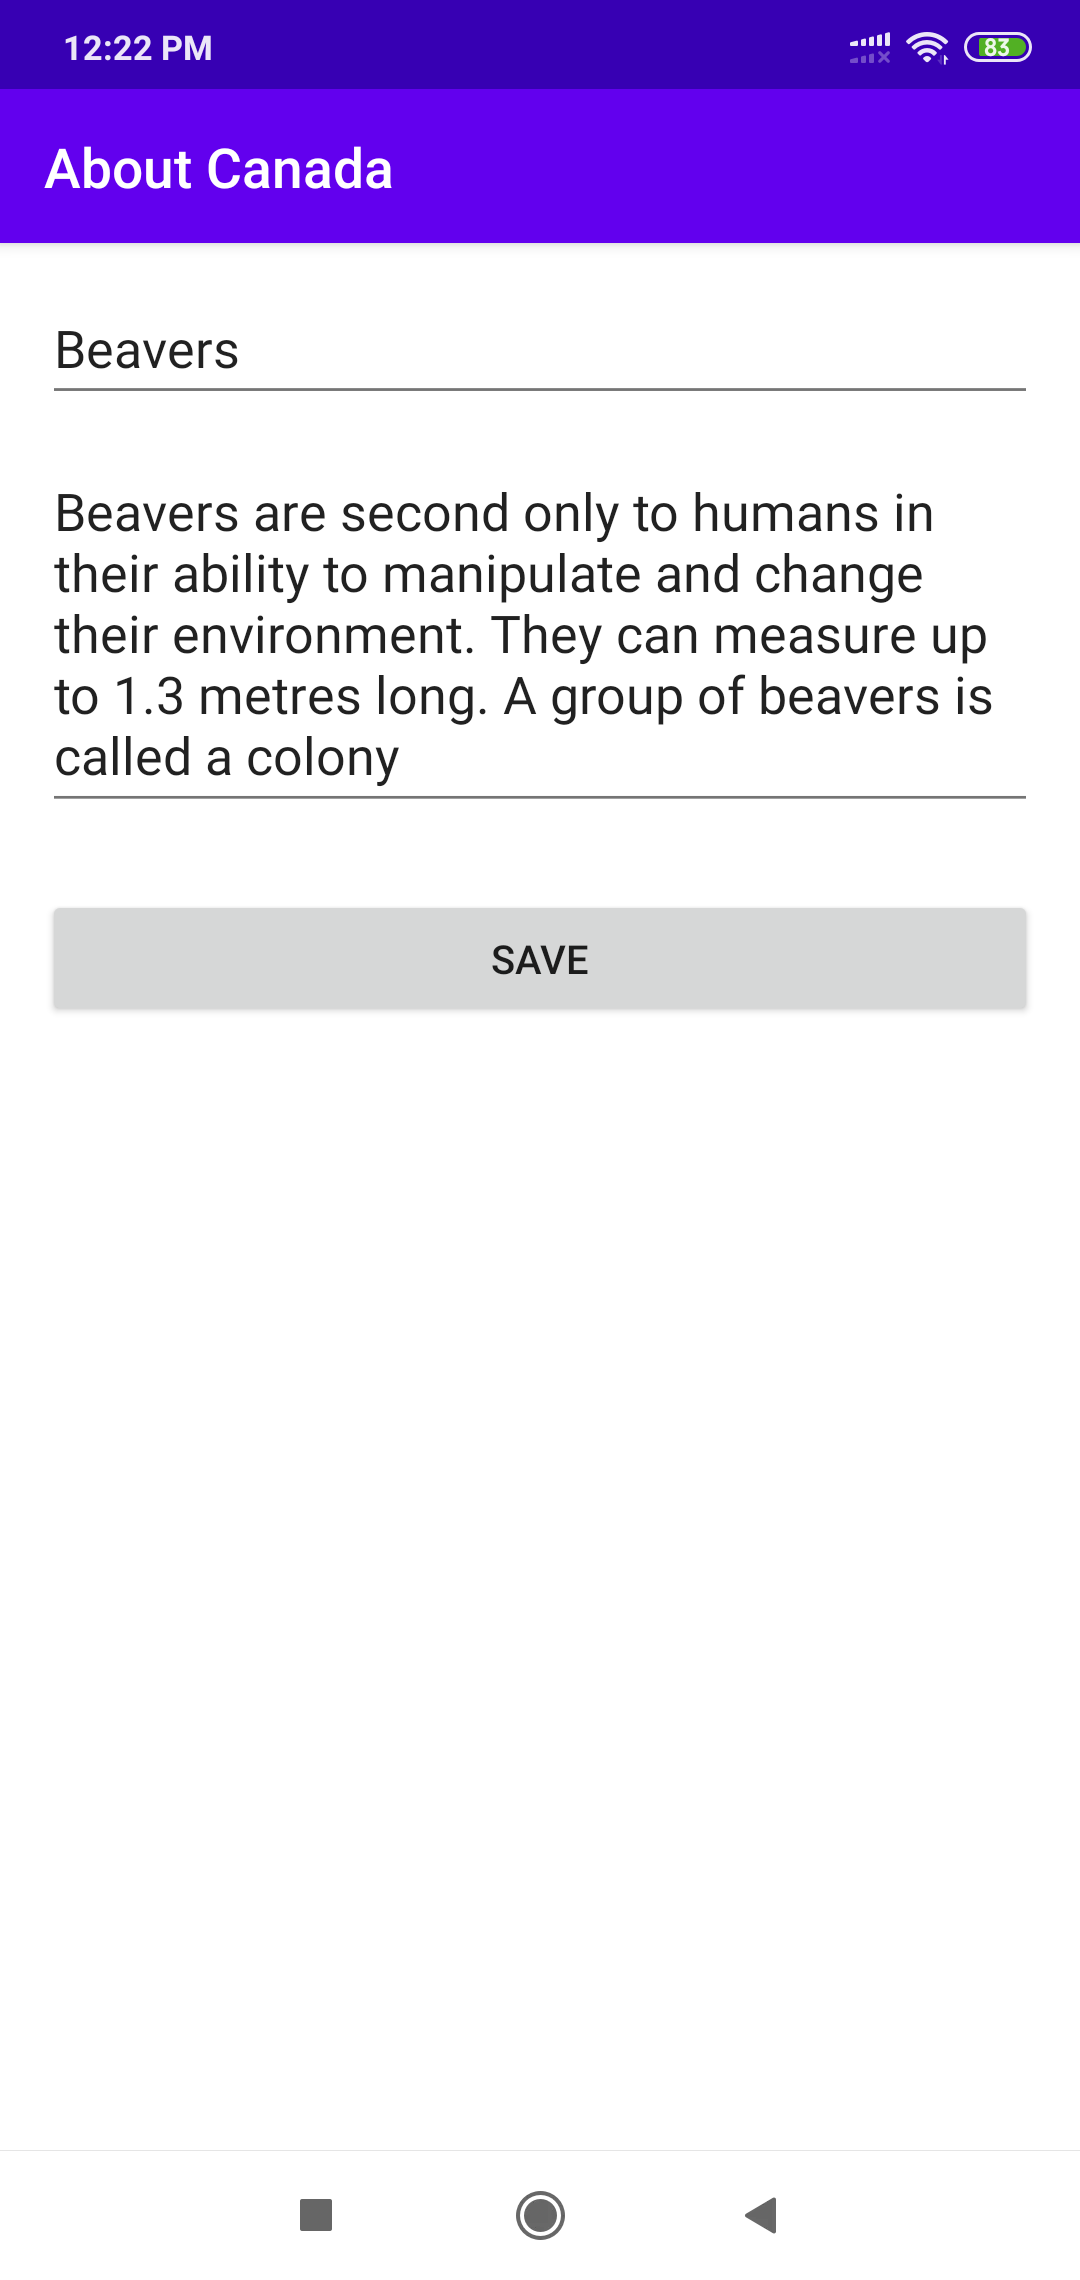 12:22 PM
83
About Canada
Beavers
Beavers are second only to humans in
their ability to manipulate and change
their environment. They can measure up
to 1.3 metres long. A group of beavers is
called a colony
SAVE